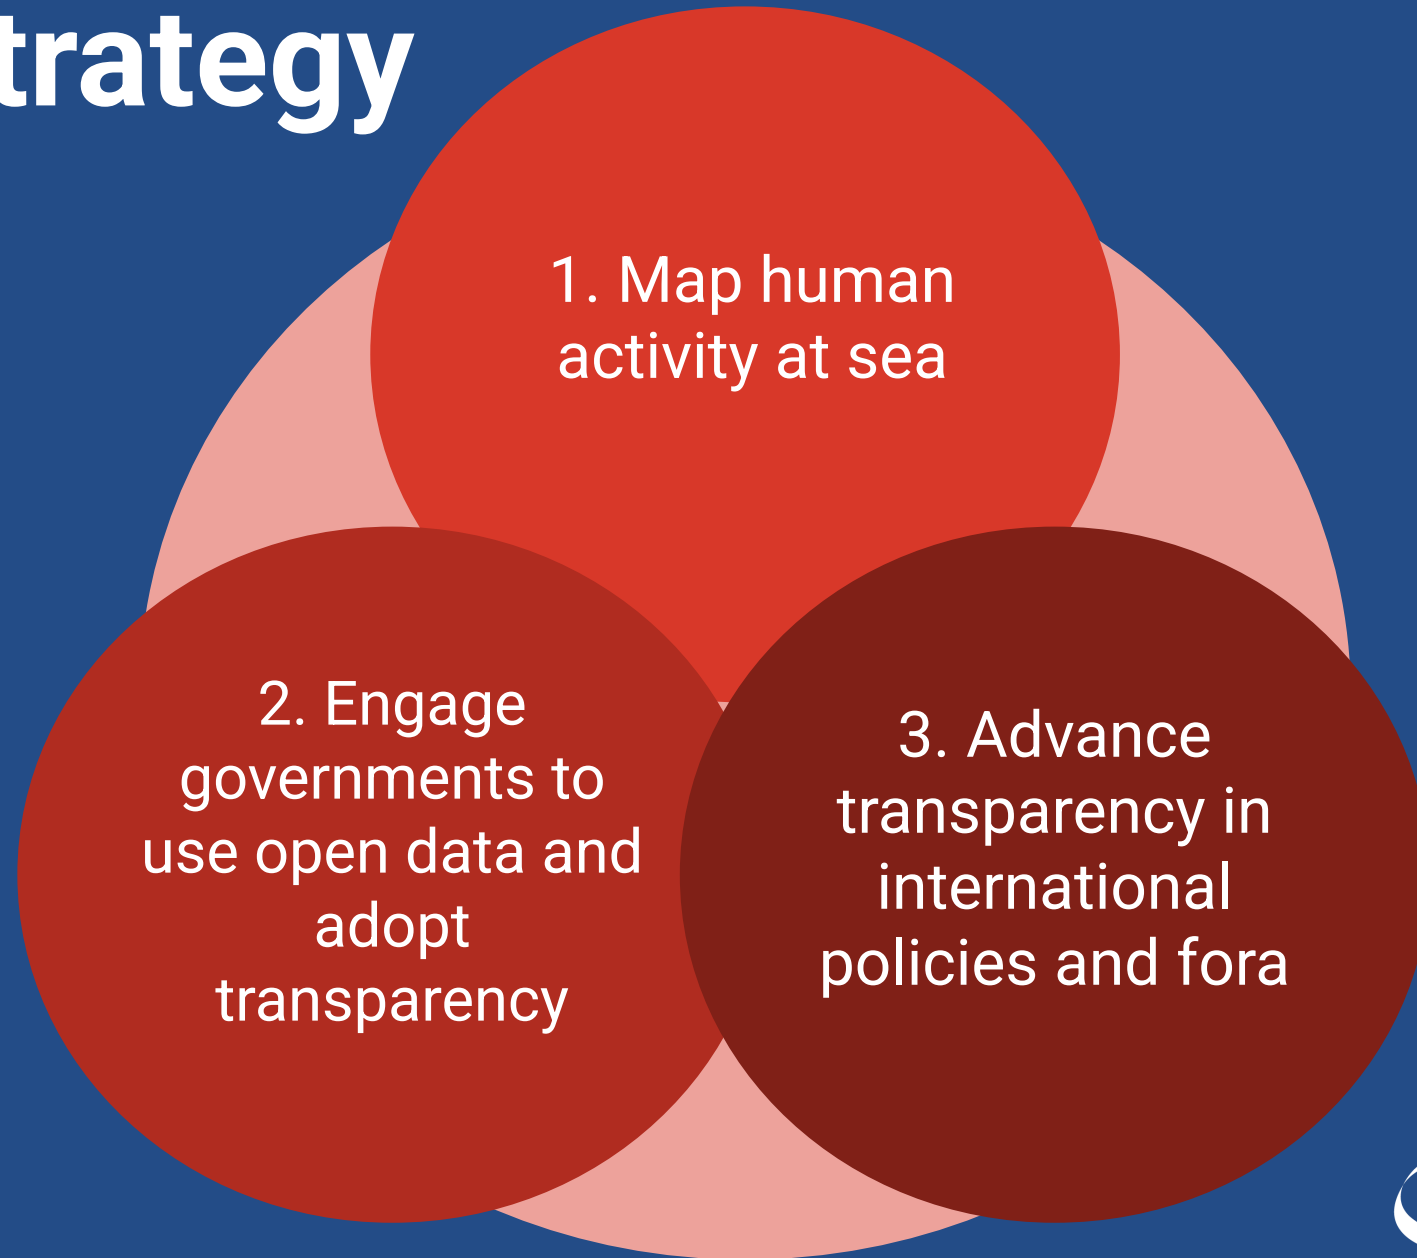 trategy
1. Map human
activity at sea
2. Engage
governments to
use open data and
adopt
transparency
3. Advance
transparency in
international
policies and fora